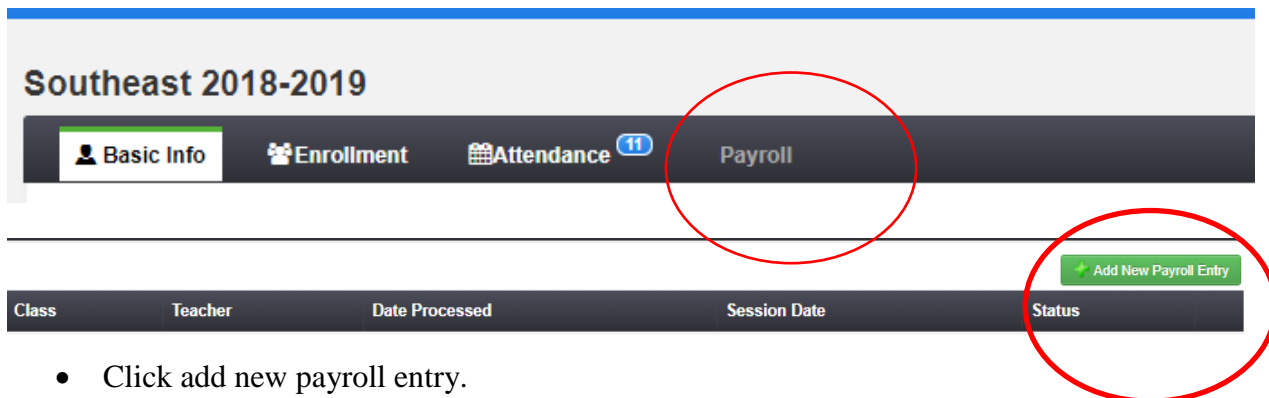 Southeast 2018-2019
Basic Info Enrollment Attendance 11 Payroll
Add New Payroll Entry
Class Teacher Date Processed Session Date Status
• Click add new payroll entry.